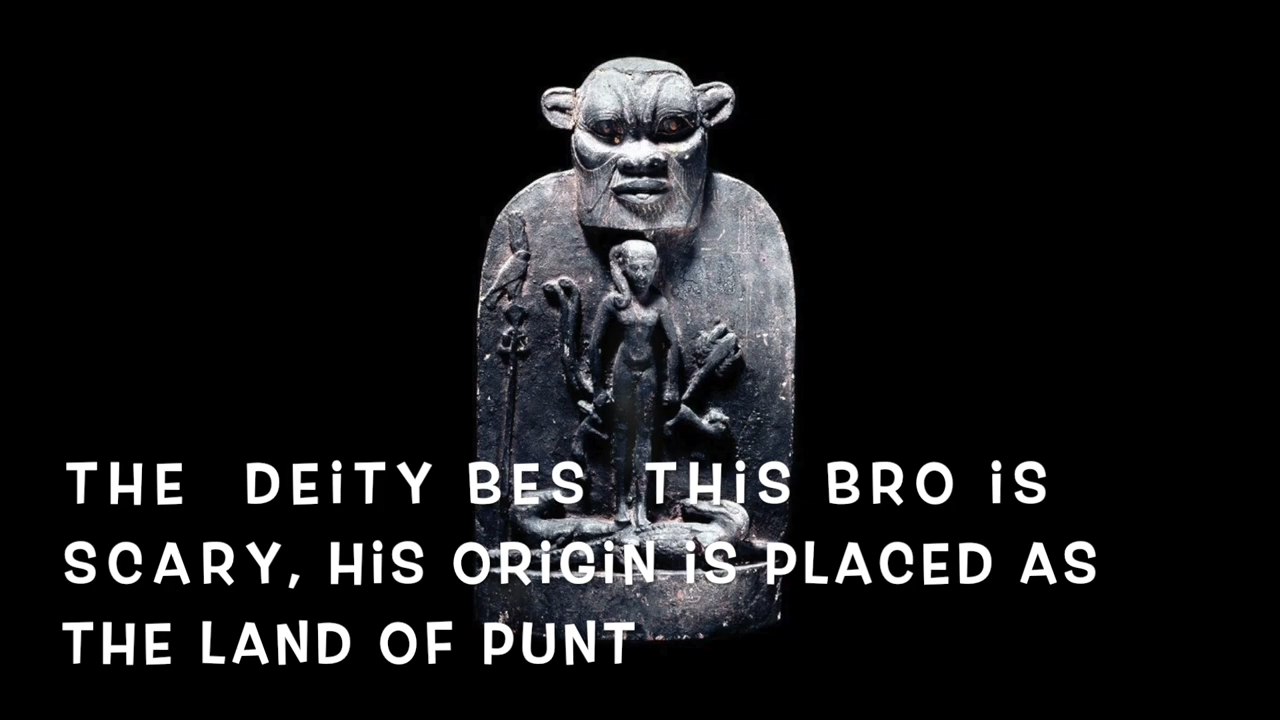 THE DEiTY BES THiS BRO iS
SCARY, HiS ORiGiN iS PLACED AS
THE LAND OF PUNT